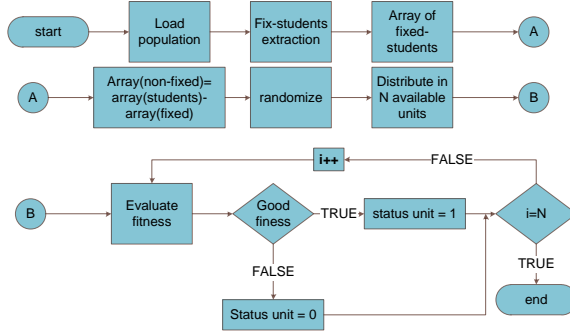 start
Load
population
Fix-students
extraction
Array of
fixed-
students
A
A
Array(non-fixed)=
array(students)-
array(fixed)
randomize
Distribute in
N available
units
B
i++
FALSE
B
Evaluate
fitness
Good
finess
TRUE
status unit = 1
i=N
FALSE
TRUE
Status unit = 0
end